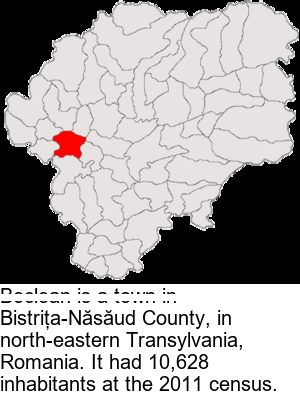 Beclean is a town in
Bistrița-Năsăud County, in
north-eastern Transylvania,
Romania. It had 10,628
inhabitants at the 2011 census.